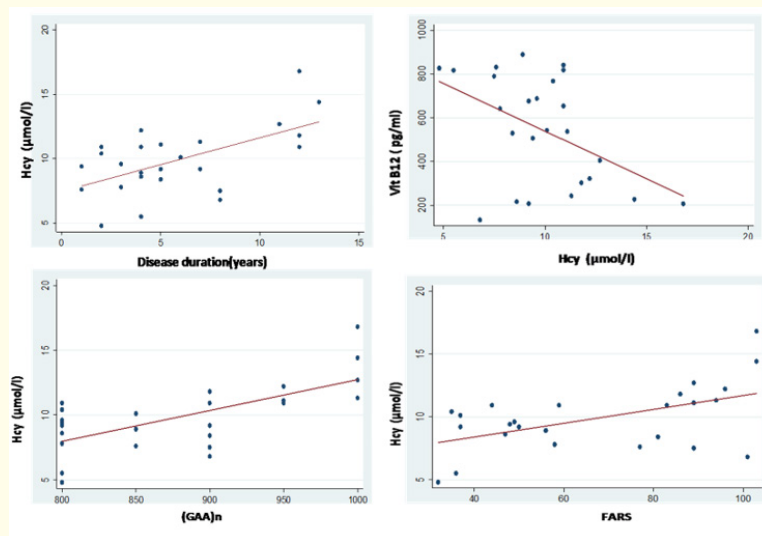 20
15
10
5
Hcy (µmol/l)
0 5 10 15
Disease duration(years)
1000
800
600
400
200
Vit B12 ( pg/ml)
5 10 15 20
Hcy (µmol/l)
20
15
10
5
Hcy (µmol/l)
800 850 900 950 1000
(GAA)n
20
15
10
5
Hcy (µmol/l)
40 60 80 100
FARS